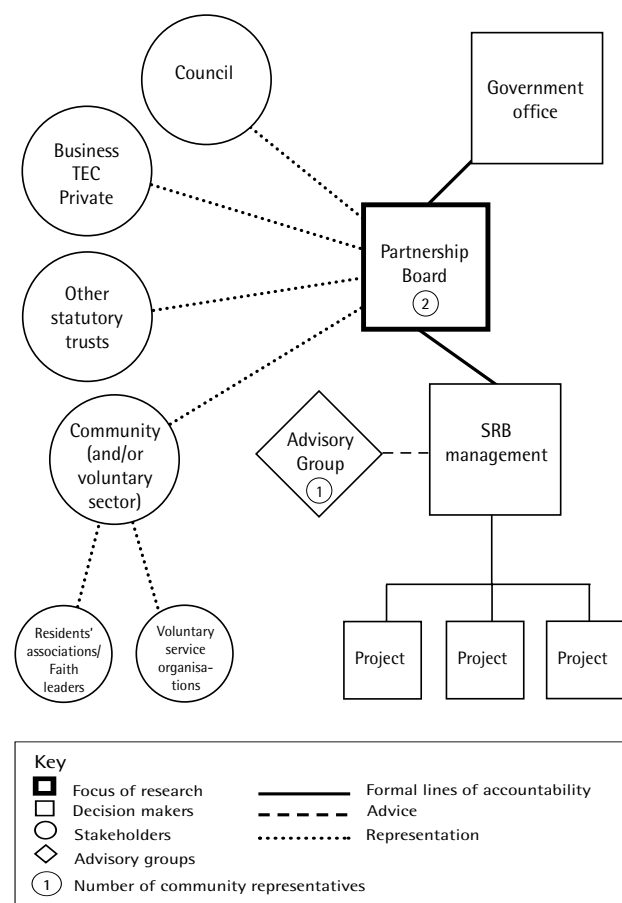 Council
Government
office
Business
TEC
Private
Partnership
Board
2
Other
statutory
trusts
Community
(and/or
voluntary
sector)
Advisory
Group
1
SRB
management
Residents'
associations/
Faith
leaders
Voluntary
service
organisa-
tions
Project
Project
Project
Key
Focus of research
Decision makers
Stakeholders
Advisory groups
1 Number of community representatives
Formal lines of accountability
Advice
Representation